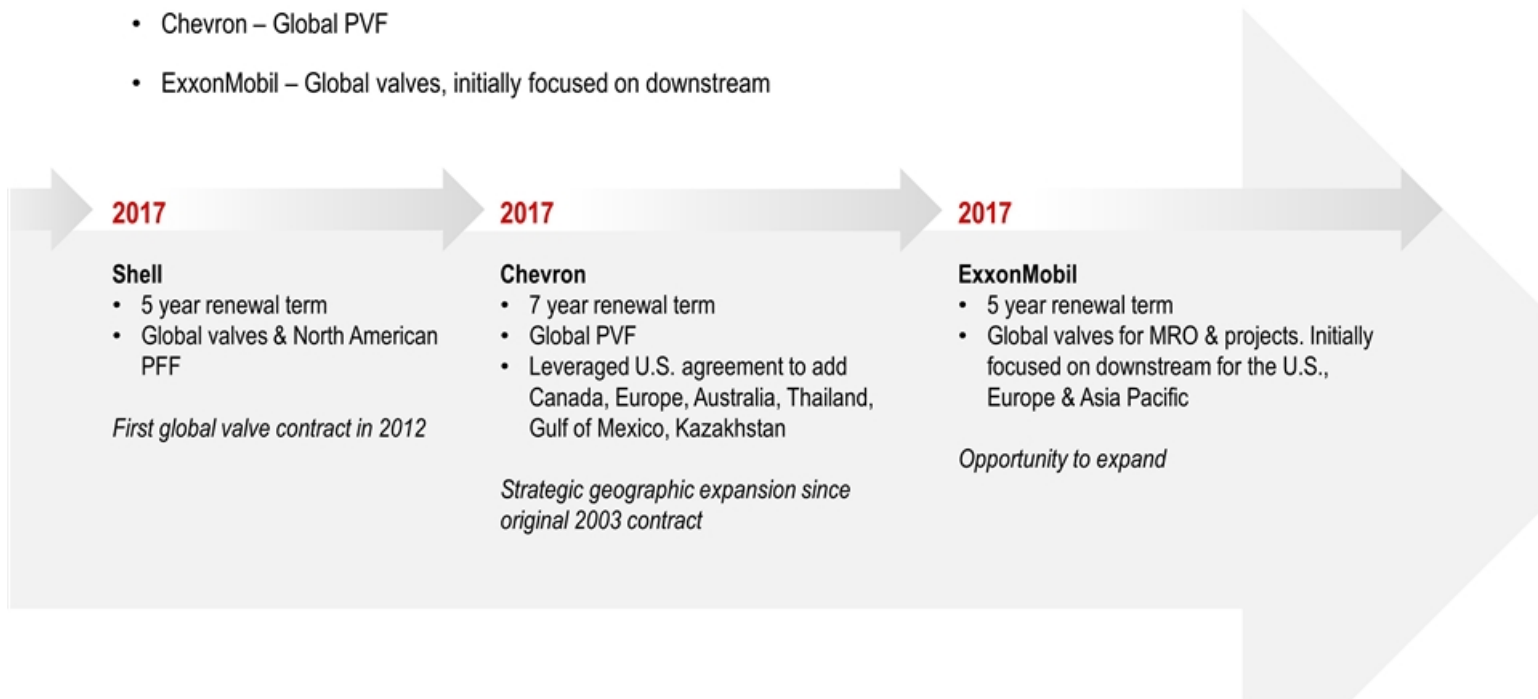 • Chevron – Global PVF
• ExxonMobil – Global valves, initially focused on downstream
2017
Shell
• 5 year renewal term
• Global valves & North American
PFF
First global valve contract in 2012
2017
Chevron
• 7 year renewal term
• Global PVF
• Leveraged U.S. agreement to add
Canada, Europe, Australia, Thailand,
Gulf of Mexico, Kazakhstan
Strategic geographic expansion since
original 2003 contract
2017
ExxonMobil
• 5 year renewal term
• Global valves for MRO & projects. Initially
focused on downstream for the U.S.,
Europe & Asia Pacific
Opportunity to expand